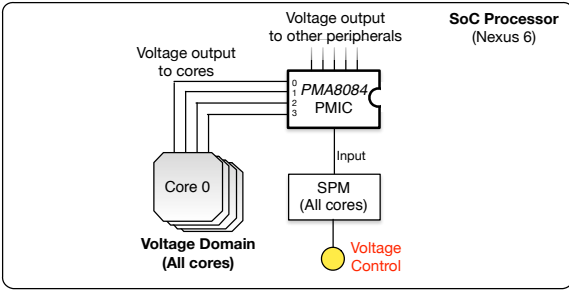 Voltage output
to other peripherals
SoC Processor
(Nexus 6)
Voltage output
to cores
0
1
2
3
PMA8084
PMIC
Input
Core 0
SPM
(All cores)
Voltage Domain
(All cores)
Voltage
Control